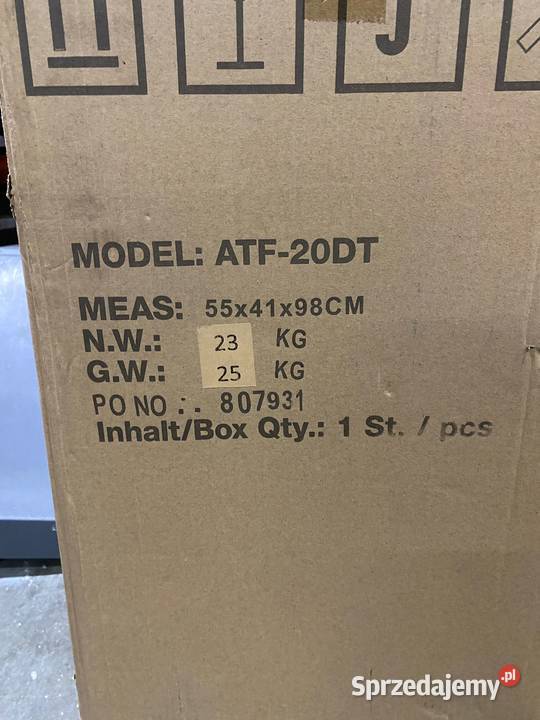 MODEL: ATF-20DT
MEAS: 55x41x98CM
N.W.: 23 KG
G.W.: 25 KG
PO NO :. 807931
Inhalt/Box Qty.: 1 St. / pcs
Sprzedajemy.pl